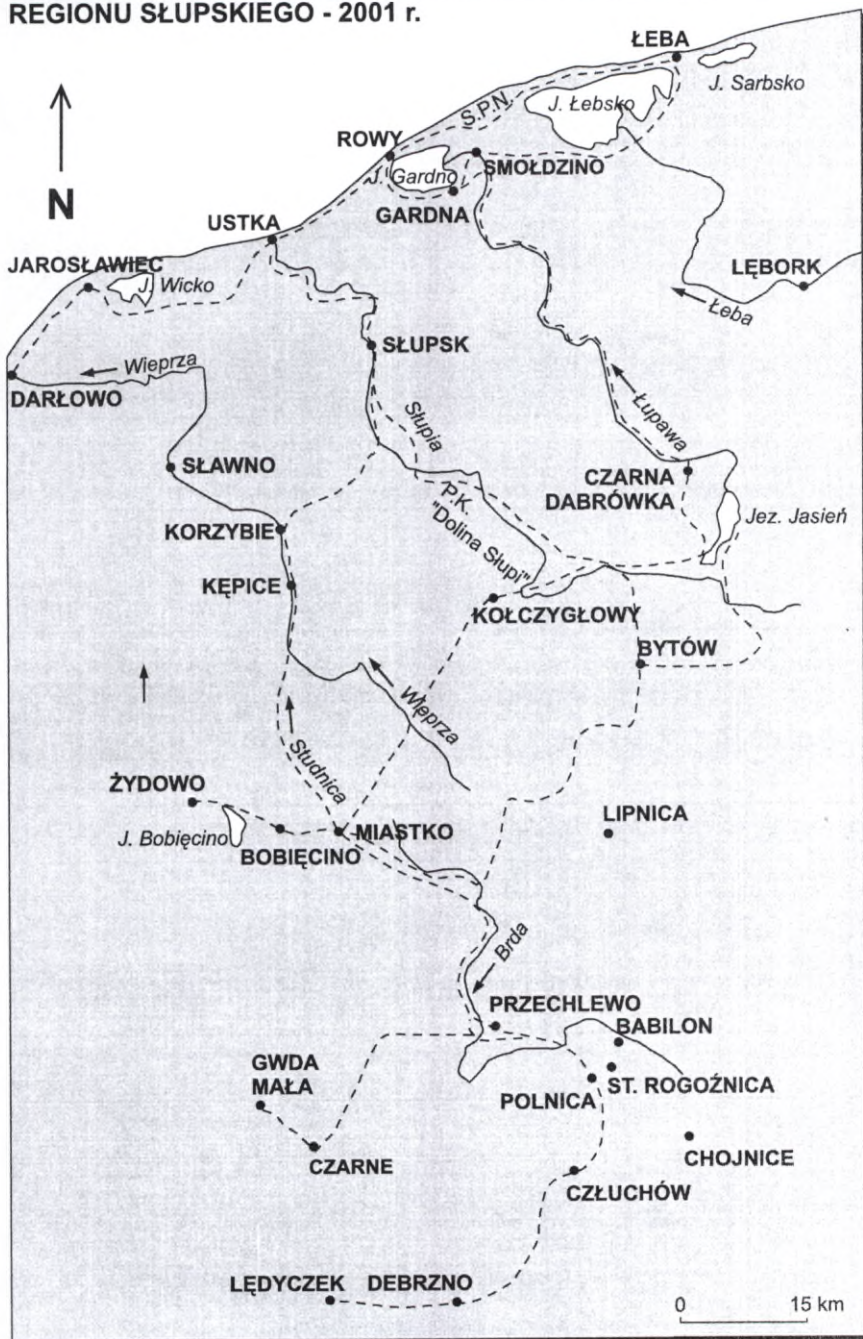 REGIONU SŁUPSKIEGO - 2001 r.
ŁEBA
J. Sarbsko
J. Łebsko
S.P.N.
ROWY
SMOŁDZINO
J. Gardno
N
GARDNA
USTKA
JAROSŁAWIEC
J. Wicko
LĘBORK
Łeba
SŁUPSK
Wieprza
DARŁOWO
Łupawa
Słupia
SŁAWNO
CZARNA
DABRÓWKA
P.K.
"Dolina Słupi"
Jez. Jasień
KORZYBIE
KĘPICE
KOŁCZYGŁOWY
BYTÓW
Wieprza
Studnica
ŻYDOWO
J. Bobięcino
BOBIĘCINO
MIASTKO
LIPNICA
Brda
PRZECHLEWO
BABILON
GWDA
MAŁA
ST. ROGOŹNICA
POLNICA
CZARNE
CHOJNICE
CZŁUCHÓW
LĘDYCZEK
DEBRZNO
0 15 km